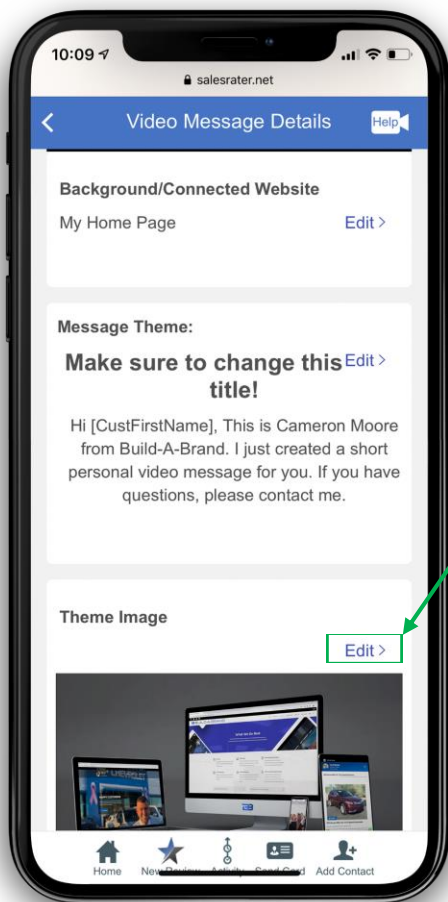 10:09
salesrater.net
Video Message Details
Help
Background/Connected Website
My Home Page
Edit >
Message Theme:
Make sure to change this
Edit >
title!
Hi [CustFirstName], This is Cameron Moore
from Build-A-Brand. I just created a short
personal video message for you. If you have
questions, please contact me.
Theme Image
Edit >
Home
New Review
Activity
Send Card
Add Contact